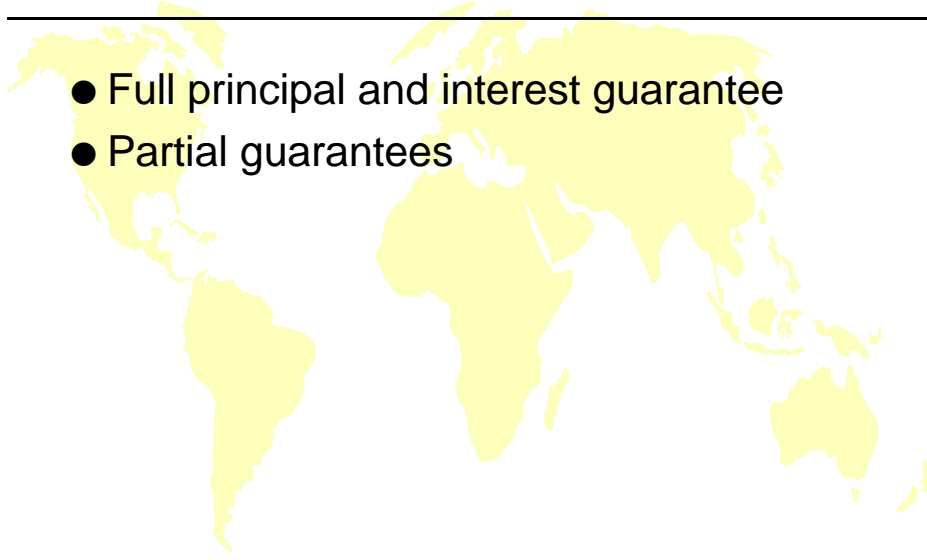 ● Full principal and interest guarantee
● Partial guarantees